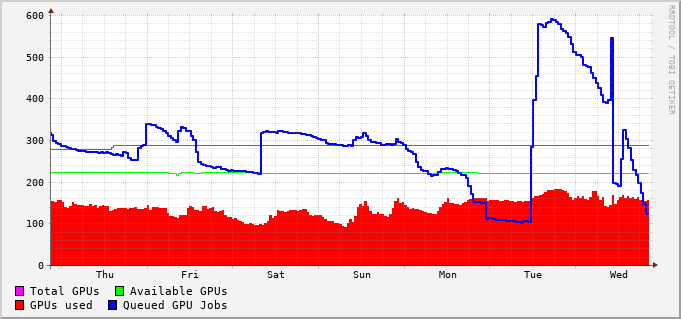 600
500
400
300
200
100
0
Thu Fri Sat Sun Mon Tue Wed
Total GPUs Available GPUs
GPUs used Queued GPU Jobs
RRDTOOL / TOBI OETIKER